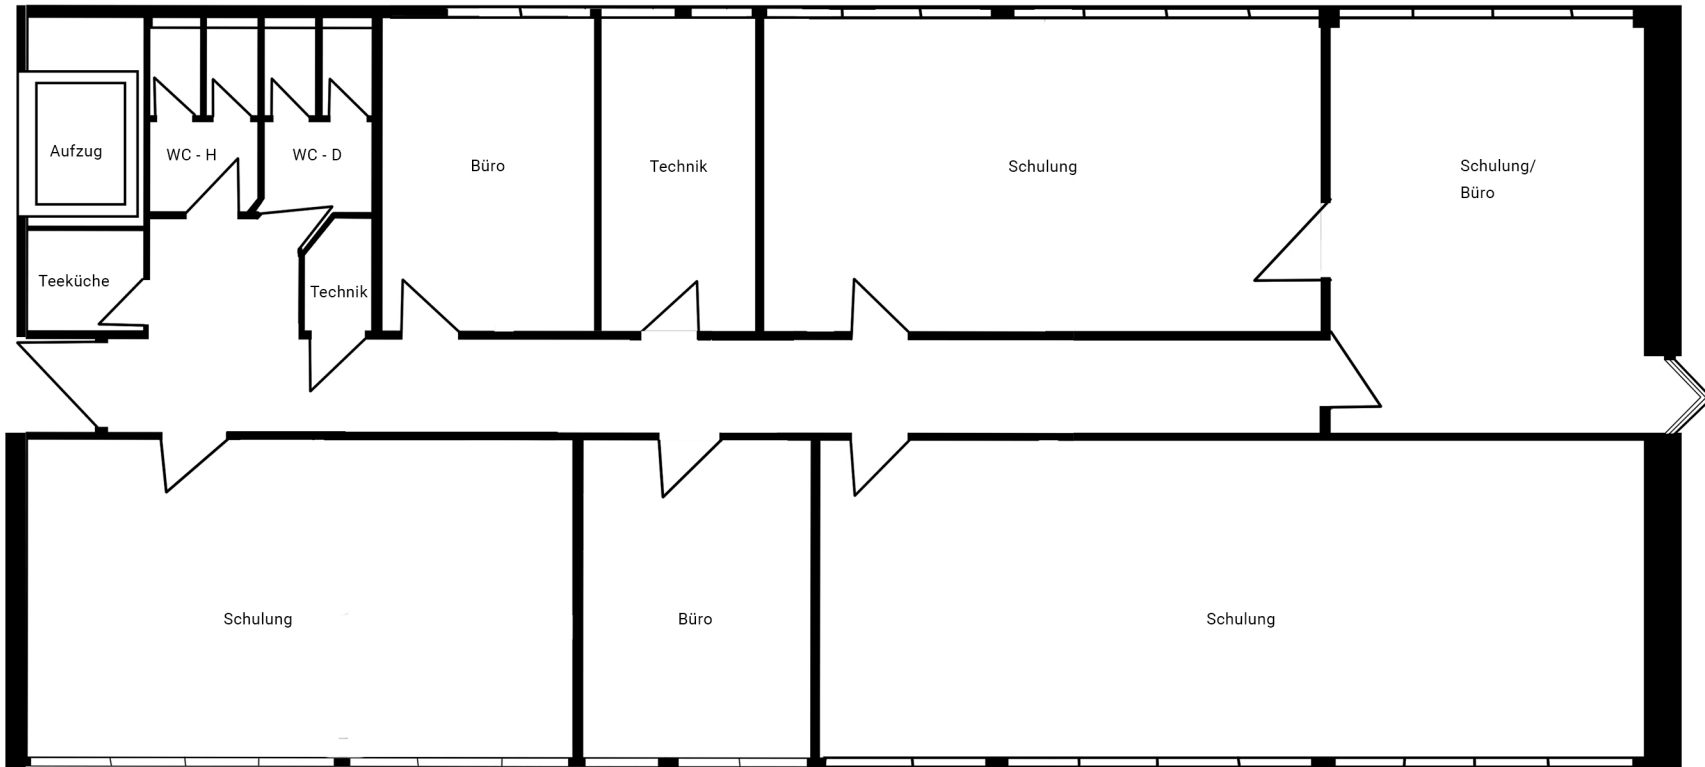 Aufzug
WC - H
WC - D
Büro
Technik
Schulung
Schulung/
Büro
Teeküche
Technik
Schulung
Büro
Schulung